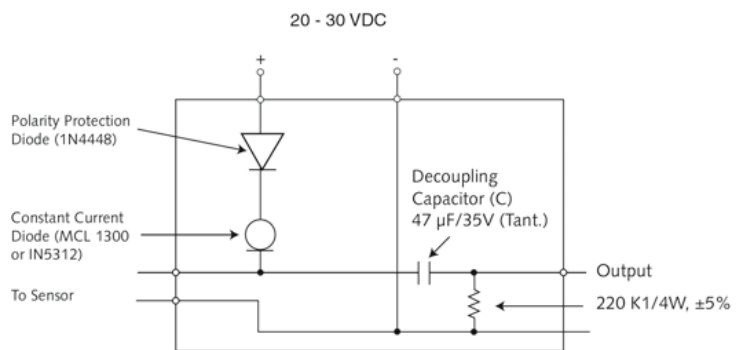 20 - 30 VDC
+
-
Polarity Protection
Diode (1N4448)
Decoupling
Capacitor (C)
47 µF/35V (Tant.)
Constant Current
Diode (MCL 1300
or IN5312)
Output
To Sensor
220 K1/4W, ±5%